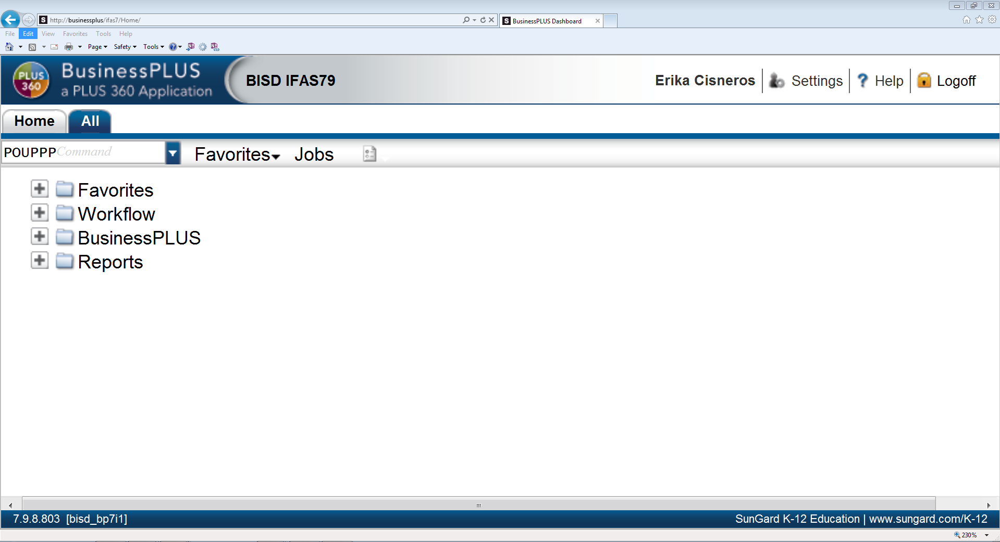 http://businessplus/ifas7/Home/
BusinessPLUS Dashboard
File Edit View Favorites Tools Help
Page Safety Tools
PLUS 360
BusinessPLUS
a PLUS 360 Application
BISD IFAS79
Erika Cisneros Settings ? Help Logoff
Home All
POUPPPCommand Favorites Jobs
Favorites
Workflow
BusinessPLUS
Reports
7.9.8.803 [bisd_bp7i1] SunGard K-12 Education | www.sungard.com/K-12
230%